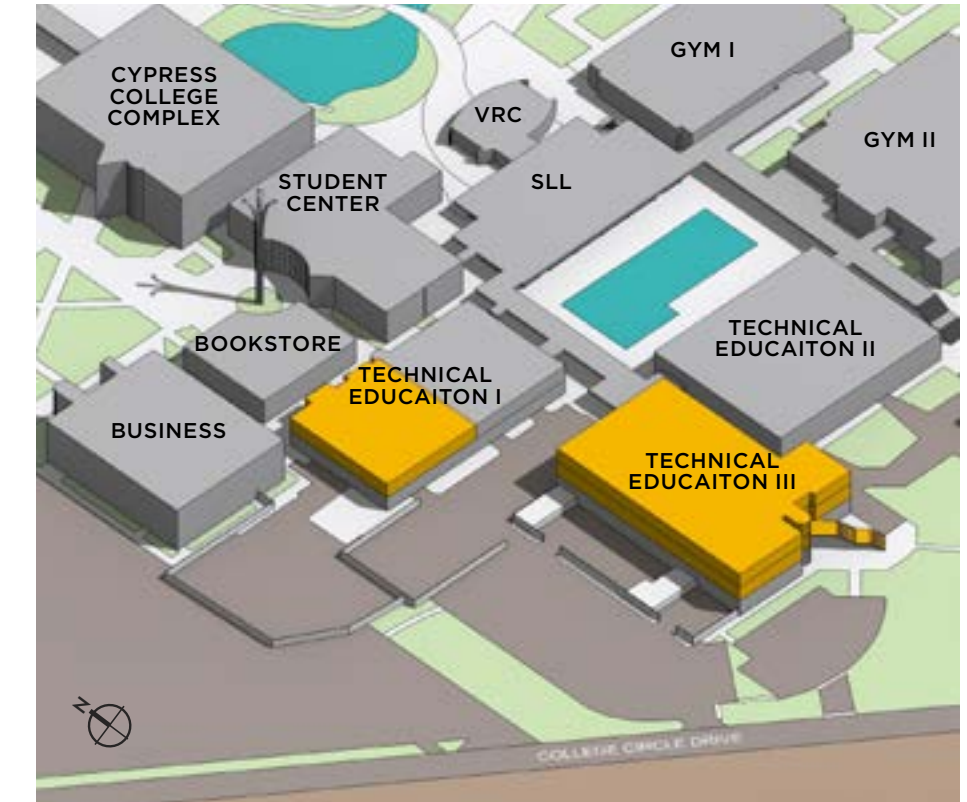 GYM I
CYPRESS
COLLEGE
COMPLEX
VRC
GYM II
STUDENT
CENTER
SLL
TECHNICAL
EDUCAITON II
BOOKSTORE
TECHNICAL
EDUCAITON I
BUSINESS
TECHNICAL
EDUCAITON III
N
COLLEGE CIRCLE DRIVE